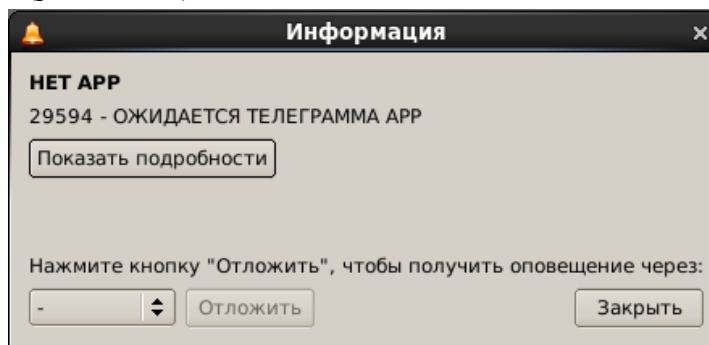 Информация
НЕТ APP
29594 - ОЖИДАЕТСЯ ТЕЛЕГРАММА APP
Показать подробности
Нажмите кнопку "Отложить", чтобы получить оповещение через:
- Отложить Закрыть